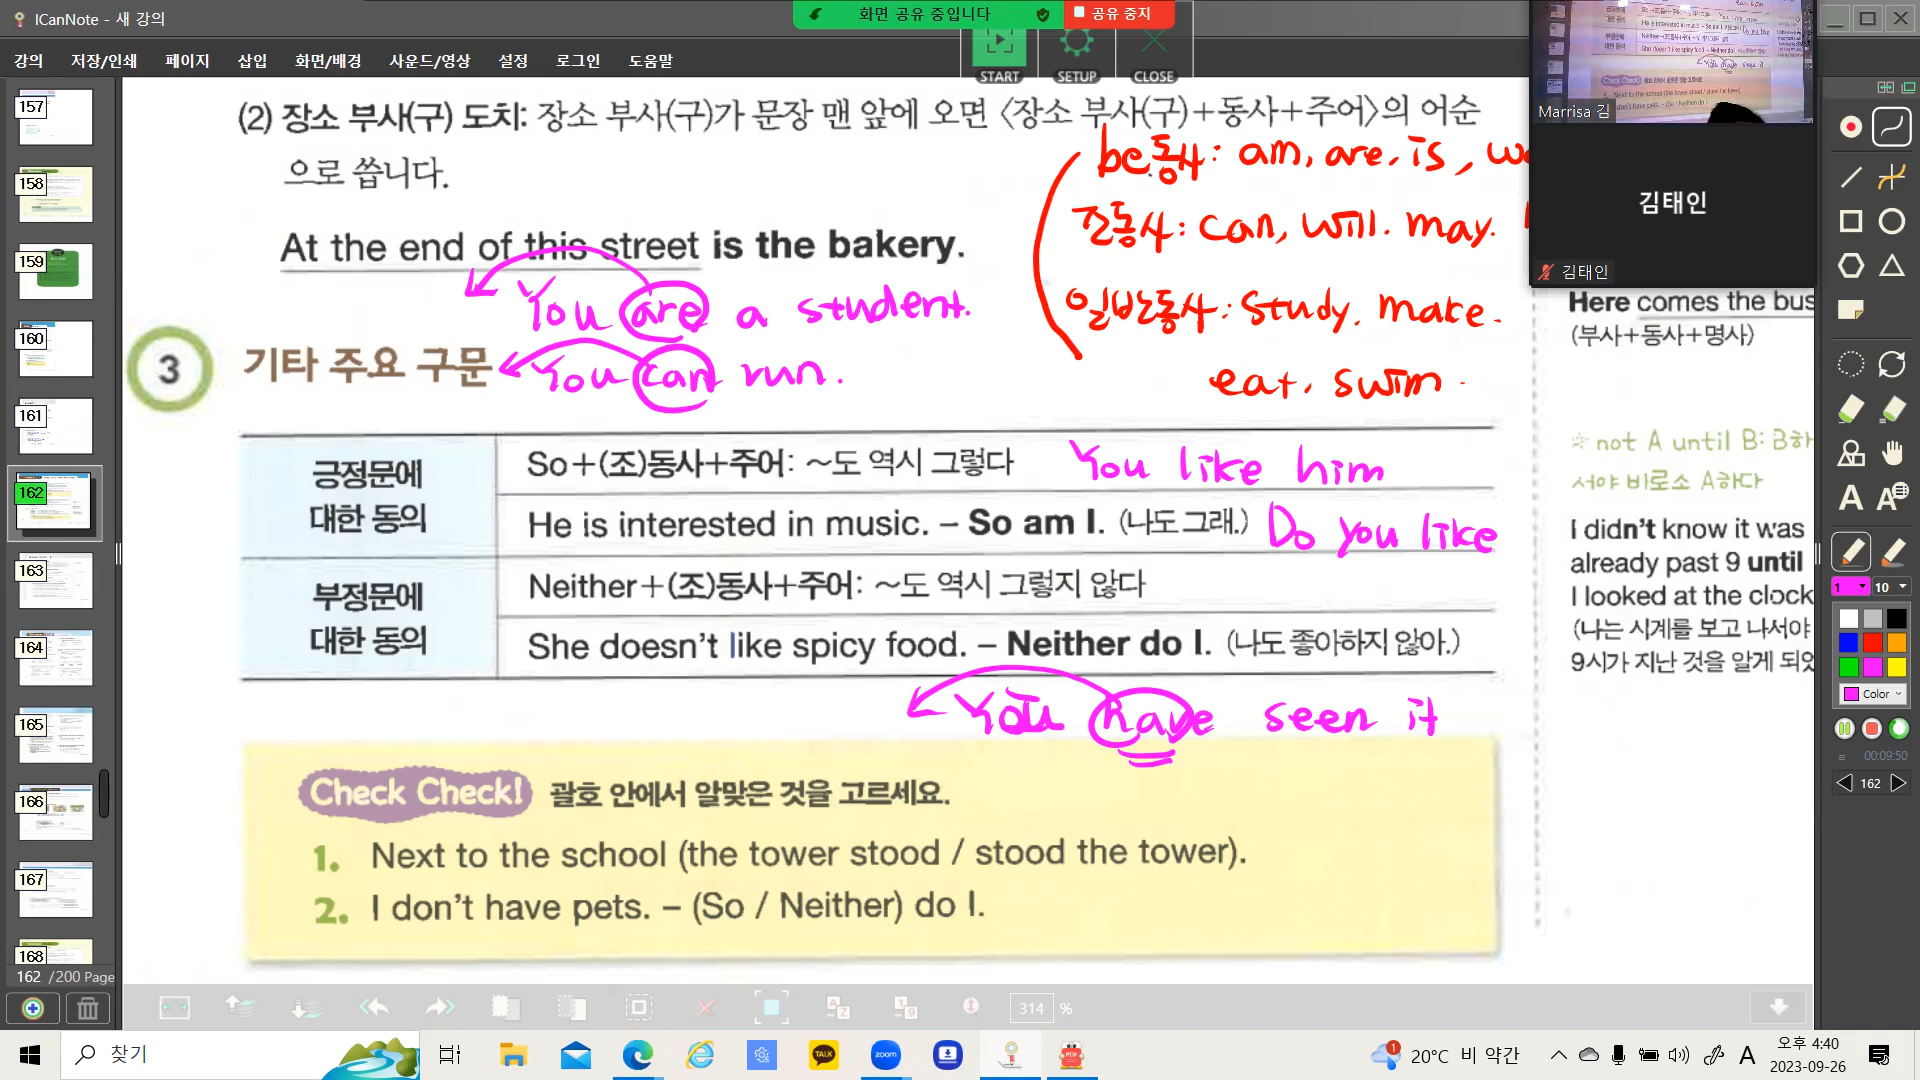 ICanNote - 새 강의
화면 공유 중입니다
공유 중지
강의 저장/인쇄 페이지 삽입 화면/배경 사운드/영상 설정 로그인 도움말
START SETUP CLOSE
Marrisa 김
김태인
김태인
157
158
159
160
161
162
163
164
165
166
167
168
162 /200 Page
(2) 장소 부사(구) 도치: 장소 부사(구)가 문장 맨 앞에 오면 〈장소 부사(구)+동사+주어〉의 어순
으로 씁니다.
be동사: am, are, is,
조동사: can, will. may.
일반동사: study. make.
eat. swim.
At the end of this street is the bakery.
You are a student.
3 기타 주요 구문
You can run.
긍정문에
대한 동의
So+(조)동사+주어: ~도 역시 그렇다
You like him
He is interested in music. – So am I. (나도 그래.)
Do you like
부정문에
대한 동의
Neither+(조)동사+주어: ~도 역시 그렇지 않다
She doesn't like spicy food. – Neither do I. (나도 좋아하지 않아.)
You have seen it
Check Check! 괄호 안에서 알맞은 것을 고르세요.
1. Next to the school (the tower stood / stood the tower).
2. I don't have pets. – (So / Neither) do I.
Here comes the bus
(부사+동사+명사)
☆ not A until B: B하
서야 비로소 A하다
I didn't know it was
already past 9 until
I looked at the clock
(나는 시계를 보고 나서야
9시가 지난 것을 알게 되었
1 10
Color
00:09:50
162
314 %
찾기
TALK
zoom
PDF
1
20°C 비 약간
A
오후 4:40
2023-09-26